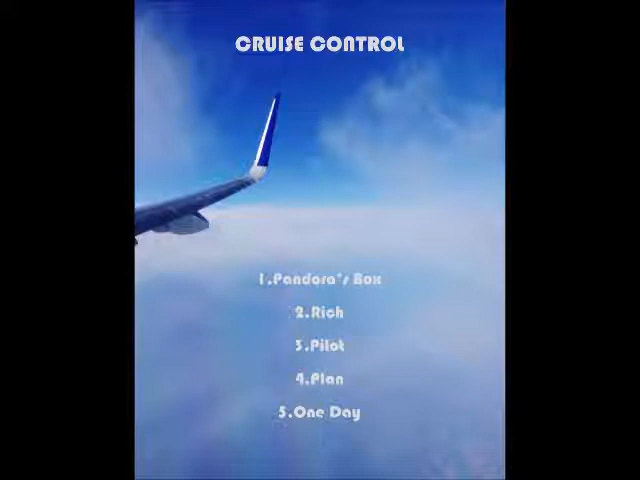 CRUISE CONTROL
1.Pandora's Box
2.Rich
3.Pilot
4.Plan
5.One Day